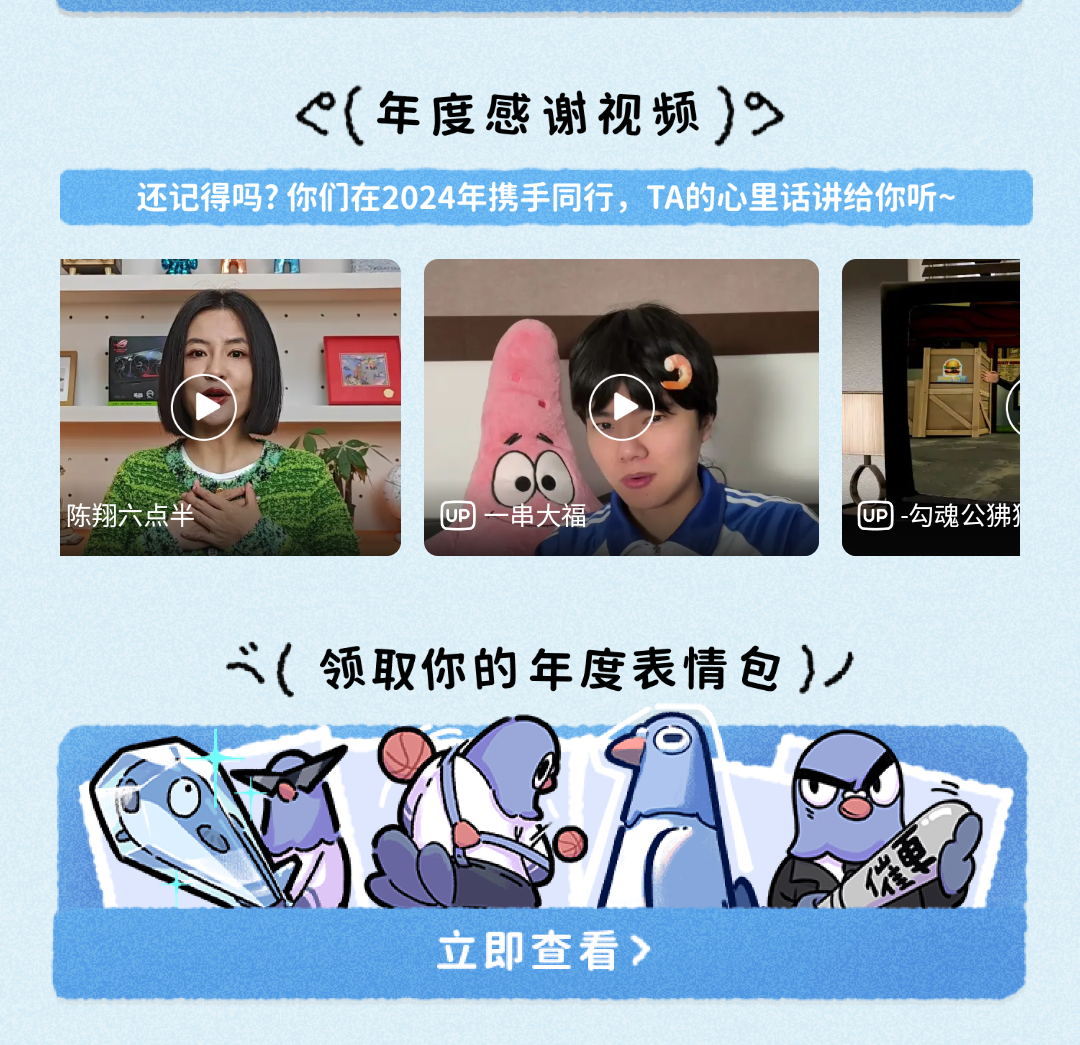 年度感谢视频
还记得吗? 你们在2024年携手同行，TA的心里话讲给你听~
陈翔六点半
UP 一串大福
UP -勾魂公狒
领取你的年度表情包
催更
立即查看